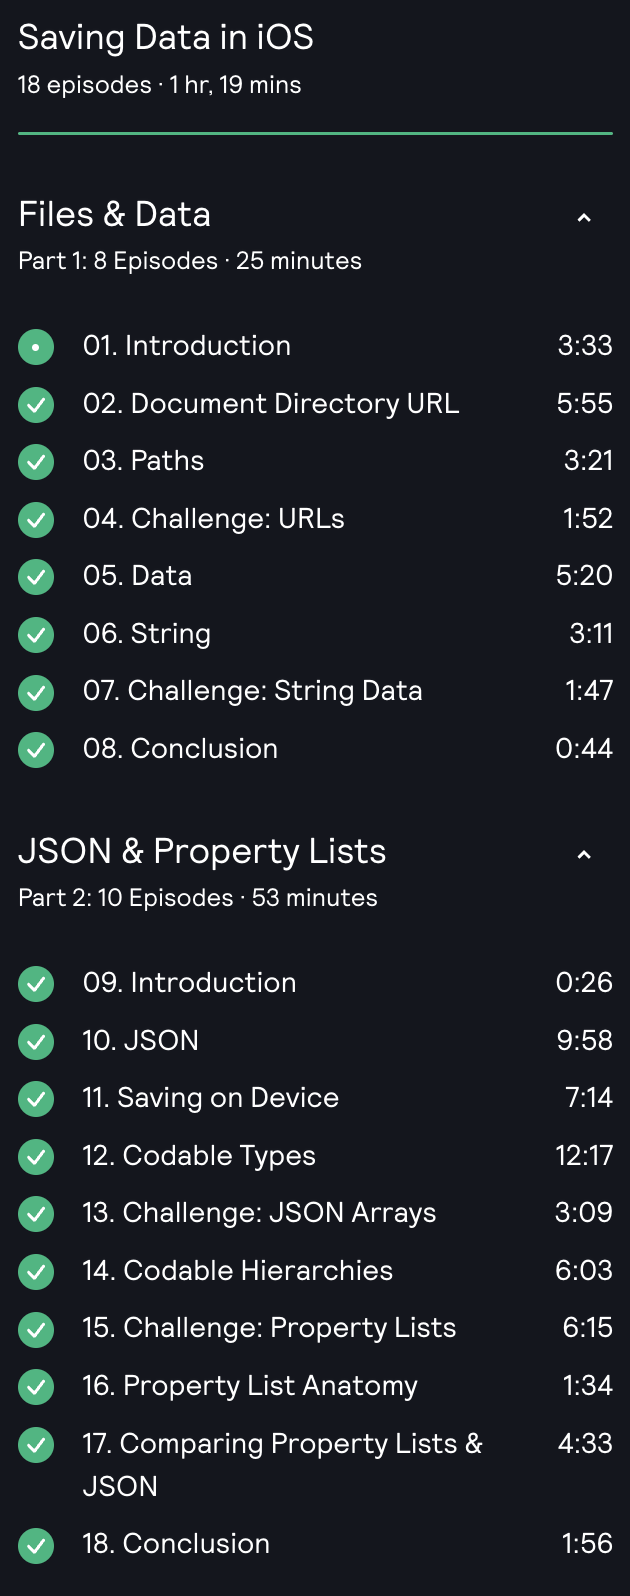 Saving Data in iOS
18 episodes · 1 hr, 19 mins
Files & Data
Part 1: 8 Episodes · 25 minutes
01. Introduction 3:33
02. Document Directory URL 5:55
03. Paths 3:21
04. Challenge: URLs 1:52
05. Data 5:20
06. String 3:11
07. Challenge: String Data 1:47
08. Conclusion 0:44
JSON & Property Lists
Part 2: 10 Episodes · 53 minutes
09. Introduction 0:26
10. JSON 9:58
11. Saving on Device 7:14
12. Codable Types 12:17
13. Challenge: JSON Arrays 3:09
14. Codable Hierarchies 6:03
15. Challenge: Property Lists 6:15
16. Property List Anatomy 1:34
17. Comparing Property Lists & 4:33
JSON
18. Conclusion 1:56